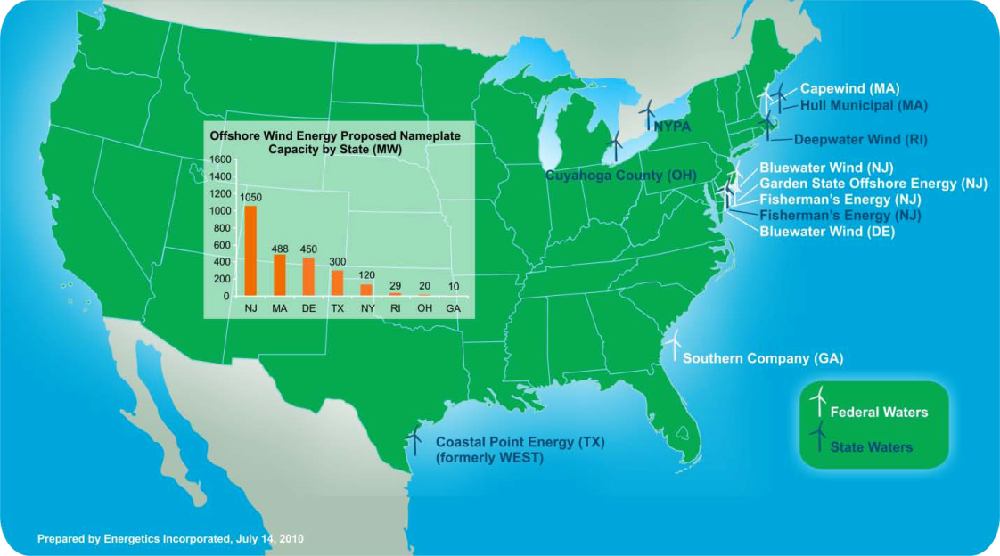 Offshore Wind Energy Proposed Nameplate
Capacity by State (MW)
1600
1400
1200
1000
800
600
400
200
0
1050
488
450
300
120
29
20
10
NJ MA DE TX NY RI OH GA
NYPA
Cuyahoga County (OH)
Capewind (MA)
Hull Municipal (MA)
Deepwater Wind (RI)
Bluewater Wind (NJ)
Garden State Offshore Energy (NJ)
Fisherman's Energy (NJ)
Fisherman's Energy (NJ)
Bluewater Wind (DE)
Southern Company (GA)
Coastal Point Energy (TX)
(formerly WEST)
Federal Waters
State Waters
Prepared by Energetics Incorporated, July 14, 2010